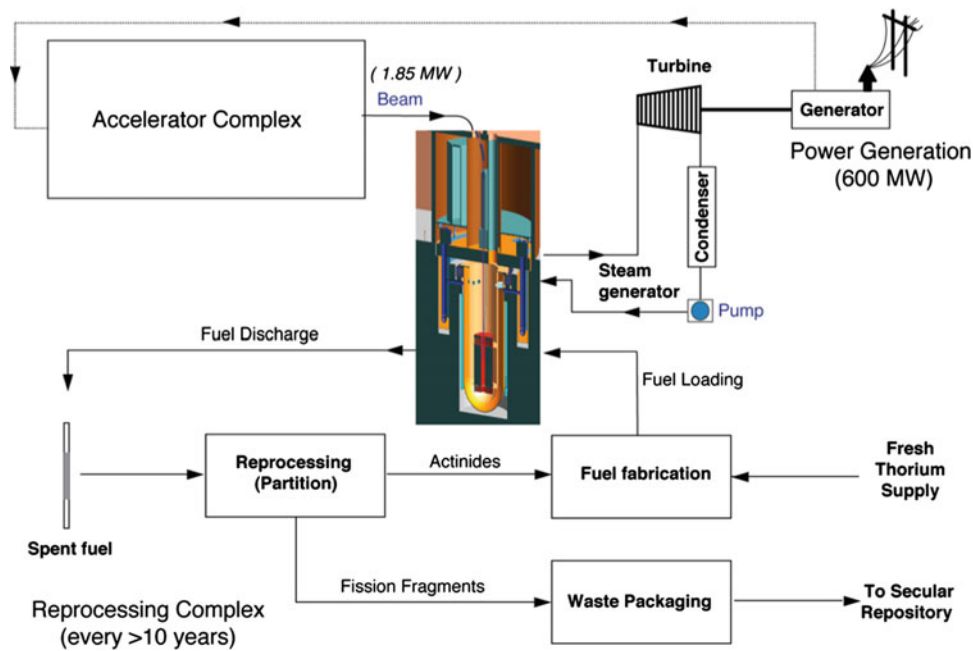 ( 1.85 MW )
Beam
Accelerator Complex
Turbine
Generator
Power Generation
(600 MW)
Condenser
Steam
generator
Pump
Fuel Discharge
Fuel Loading
Reprocessing
(Partition)
Actinides
Fuel fabrication
Fresh
Thorium
Supply
Spent fuel
Fission Fragments
Waste Packaging
To Secular
Repository
Reprocessing Complex
(every >10 years)